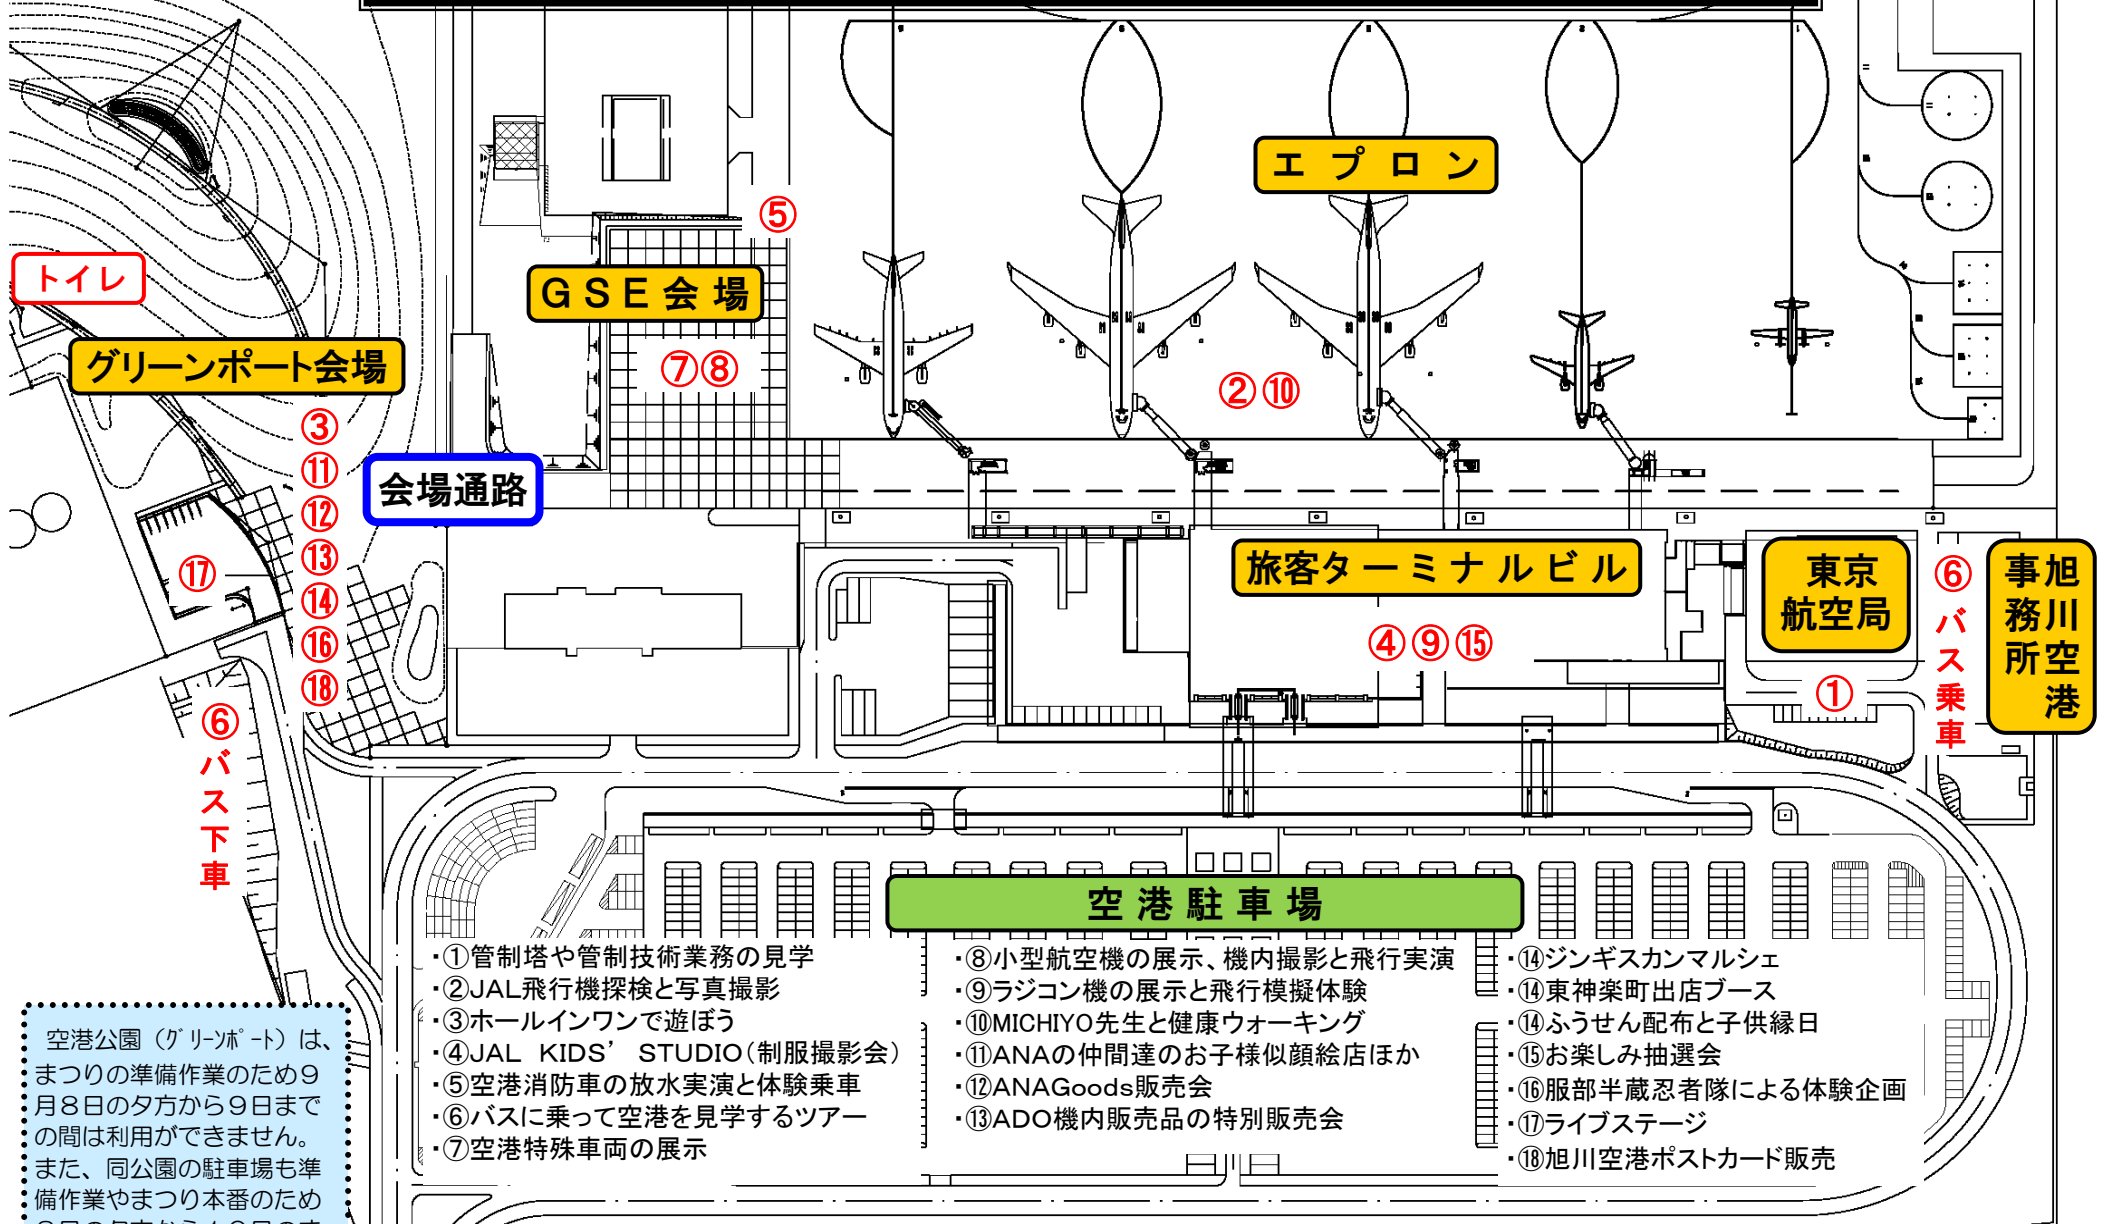 エプロン
⑤
トイレ
GSE会場
グリーンポート会場
⑦⑧
②⑩
③
⑪
⑫
⑬
⑭
⑯
⑱
会場通路
⑰
旅客ターミナルビル
④⑨⑮
東京
航空局
①
⑥
バス乗車
旭川空港
事務所
⑥
バス下車
空港駐車場
・①管制塔や管制技術業務の見学
・②JAL飛行機探検と写真撮影
・③ホールインワンで遊ぼう
・④JAL KIDS’ STUDIO(制服撮影会)
・⑤空港消防車の放水実演と体験乗車
・⑥バスに乗って空港を見学するツアー
・⑦空港特殊車両の展示
・⑧小型航空機の展示、機内撮影と飛行実演
・⑨ラジコン機の展示と飛行模擬体験
・⑩MICHIYO先生と健康ウォーキング
・⑪ANAの仲間達のお子様似顔絵店ほか
・⑫ANAGoods販売会
・⑬ADO機内販売品の特別販売会
・⑭ジンギスカンマルシェ
・⑭東神楽町出店ブース
・⑭ふうせん配布と子供縁日
・⑮お楽しみ抽選会
・⑯服部半蔵忍者隊による体験企画
・⑰ライブステージ
・⑱旭川空港ポストカード販売
空港公園（ｸﾞﾘｰﾝﾎﾟｰﾄ）は、
まつりの準備作業のため９
月８日の夕方から９日まで
の間は利用ができません。
また、同公園の駐車場も準
備作業やまつり本番のため